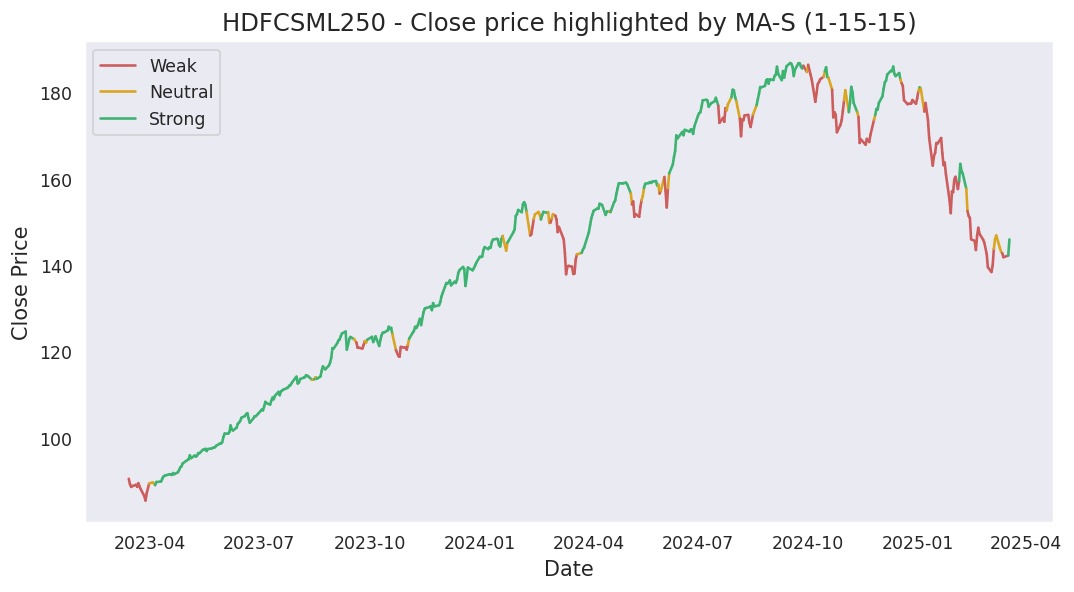 HDFCSML250 - Close price highlighted by MA-S (1-15-15)
Weak
Neutral
Strong
Close Price
180
160
140
120
100
2023-04 2023-07 2023-10 2024-01 2024-04 2024-07 2024-10 2025-01 2025-04
Date